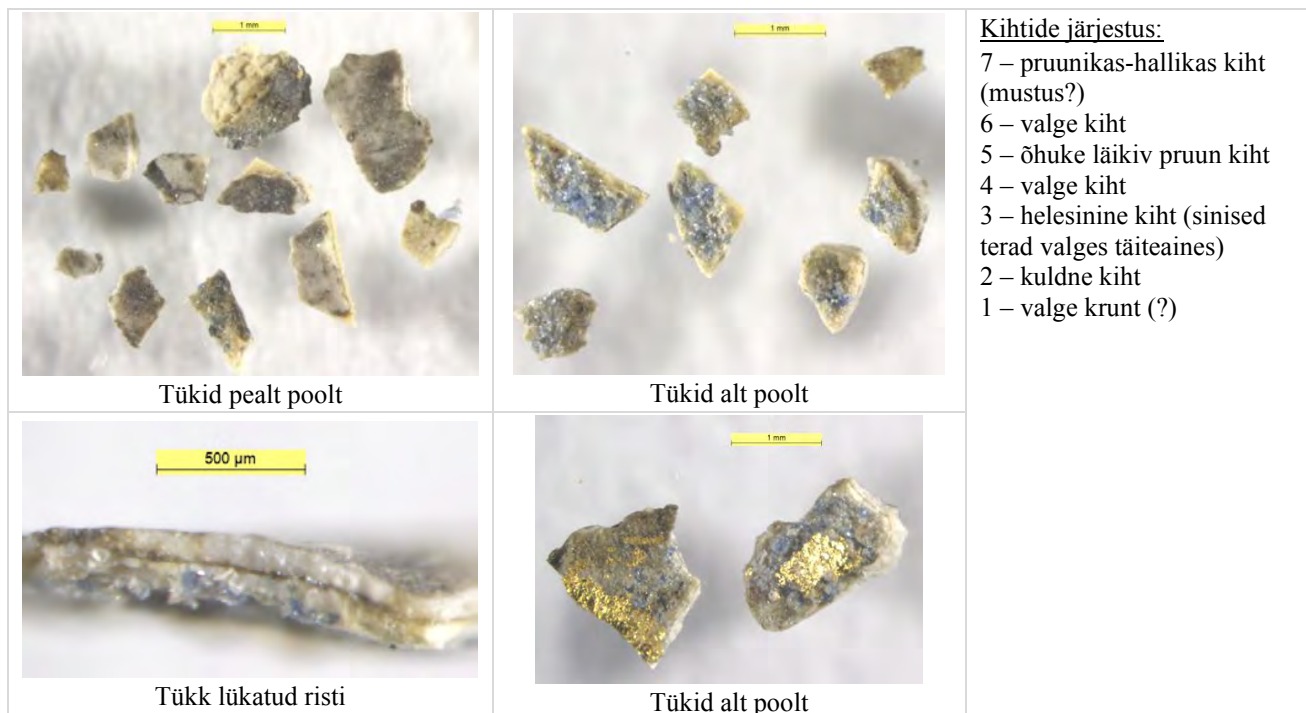 1 mm
Tükid pealt poolt
1 mm
Tükid alt poolt
500 µm
Tükk lükatud risti
1 mm
Tükid alt poolt
Kihtide järjestus:
7 – pruunikas-hallikas kiht
(mustus?)
6 – valge kiht
5 – õhuke läikiv pruun kiht
4 – valge kiht
3 – helesinine kiht (sinised
terad valges täiteaines)
2 – kuldne kiht
1 – valge krunt (?)